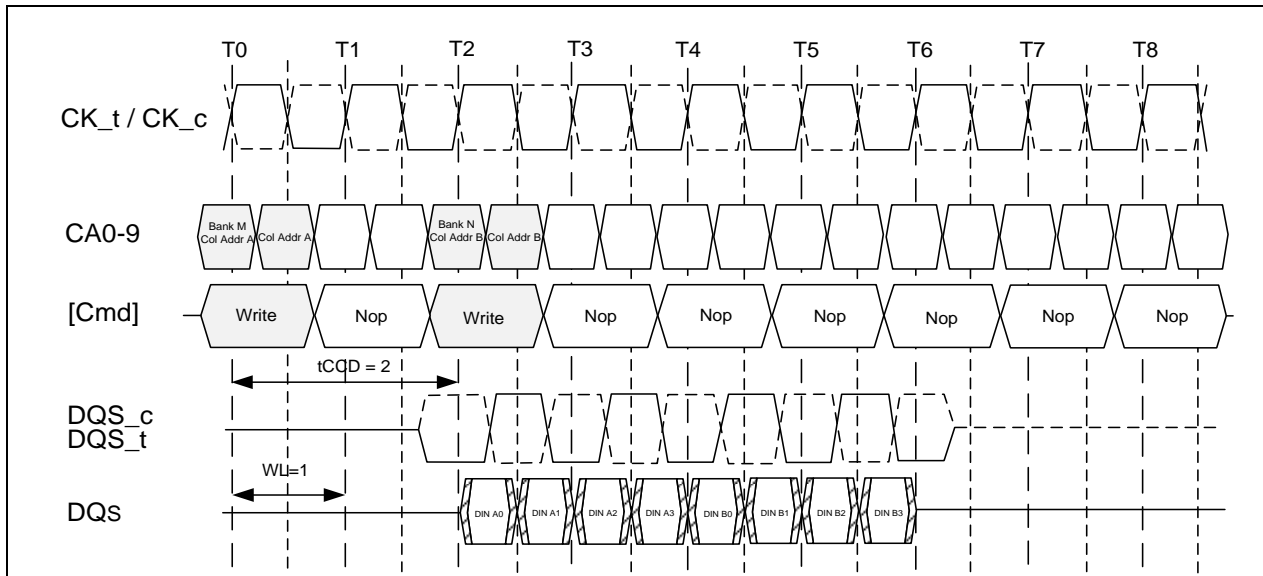 T0 T1 T2 T3 T4 T5 T6 T7 T8
CK_t / CK_c
CA0-9
Bank M
Col Addr A
Col Addr A
Bank N
Col Addr B
Col Addr B
[Cmd]
Write Nop Write Nop Nop Nop Nop Nop Nop
tCCD = 2
DQS_c
DQS_t
WL=1
DQs
DIN A0 DIN A1 DIN A2 DIN A3 DIN B0 DIN B1 DIN B2 DIN B3